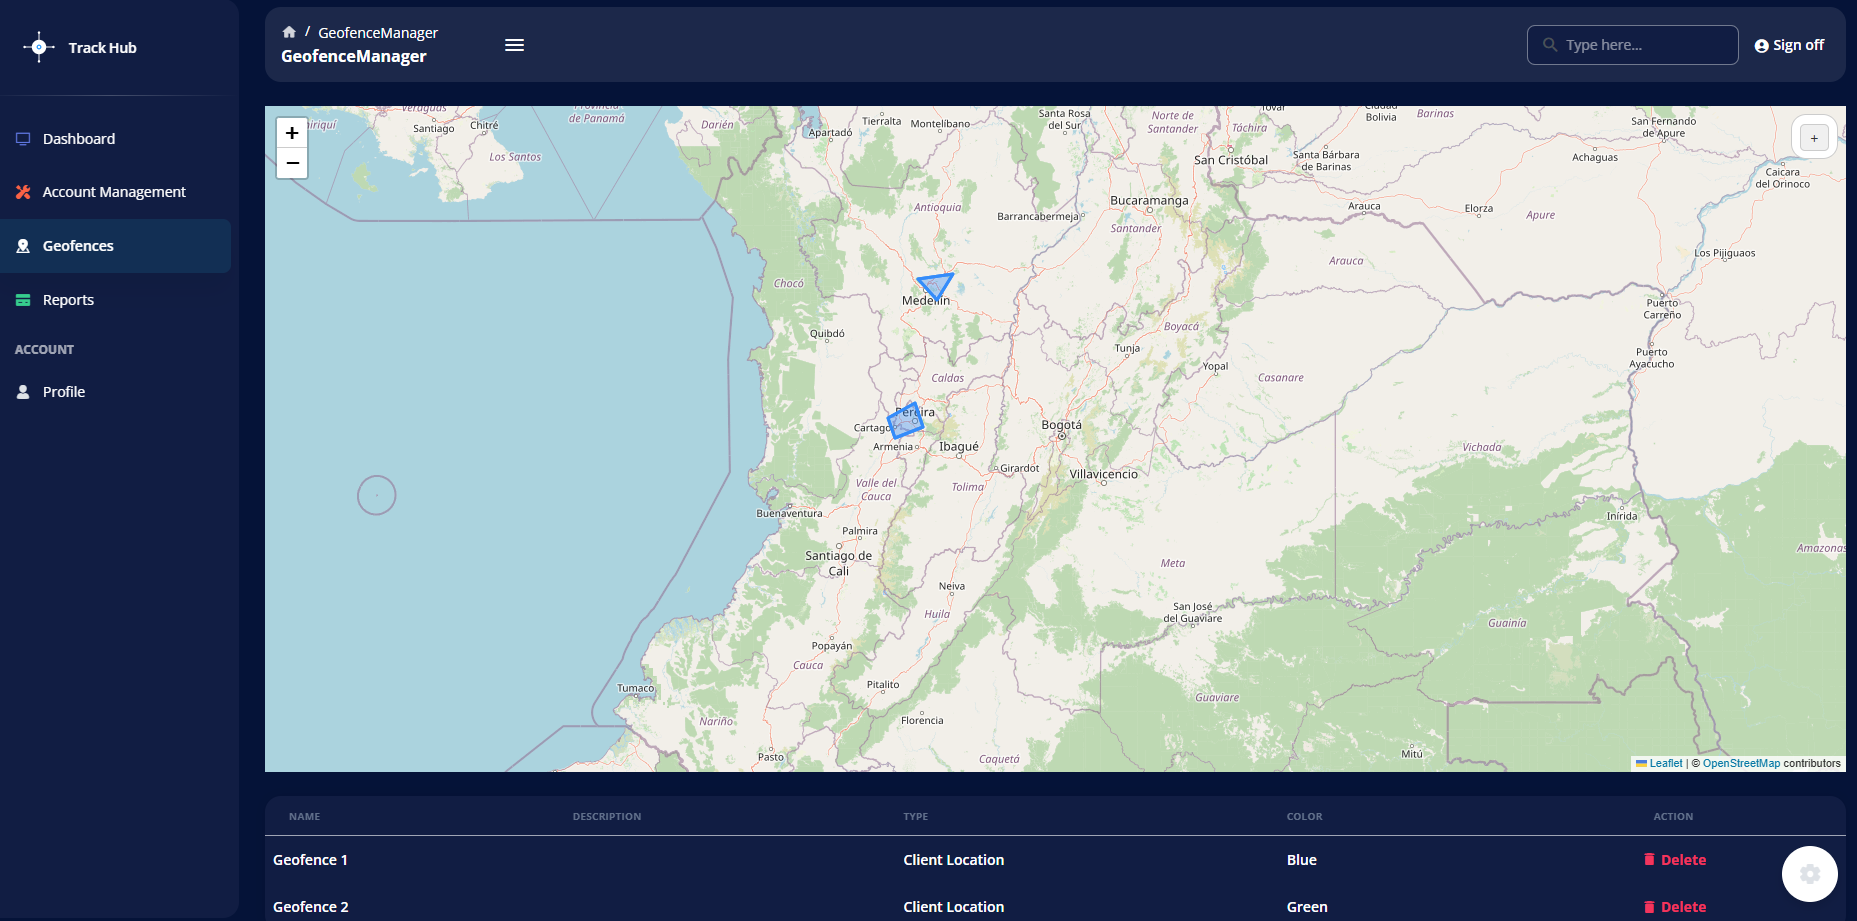 Track Hub
Dashboard
Account Management
Geofences
Reports
ACCOUNT
Profile
/ GeofenceManager
GeofenceManager
Type here...
Sign off
+
−
+
Veraguas
Santiago
Chitré
Los Santos
Provincia
de Panamá
Darién
Apartadó
Tierralta
Montelíbano
Santa Rosa
del Sur
Norte de
Santander
Táchira
Tovar
Ciudad
Bolivia
Barinas
San Fernando
de Apure
Achaguas
Caicara
del Orinoco
San Cristóbal
Santa Bárbara
de Barinas
Antioquia
Barrancabermeja
Bucaramanga
Santander
Arauca
Elorza
Apure
Los Pijiguaos
Arauca
Chocó
Medellín
Quibdó
Boyacá
Tunja
Yopal
Casanare
Puerto
Carreño
Puerto
Ayacucho
Caldas
Pereira
Cartago
Armenia
Ibagué
Bogotá
Girardot
Villavicencio
Vichada
Valle del
Cauca
Tolima
Buenaventura
Palmira
Santiago de
Cali
Neiva
Huila
Meta
Inírida
Amazonas
San José
del Guaviare
Guainía
Popayán
Cauca
Tumaco
Pitalito
Guaviare
Nariño
Florencia
Pasto
Caquetá
Mitú
Leaflet | © OpenStreetMap contributors
NAME DESCRIPTION TYPE COLOR ACTION
Geofence 1 Client Location Blue Delete
Geofence 2 Client Location Green Delete